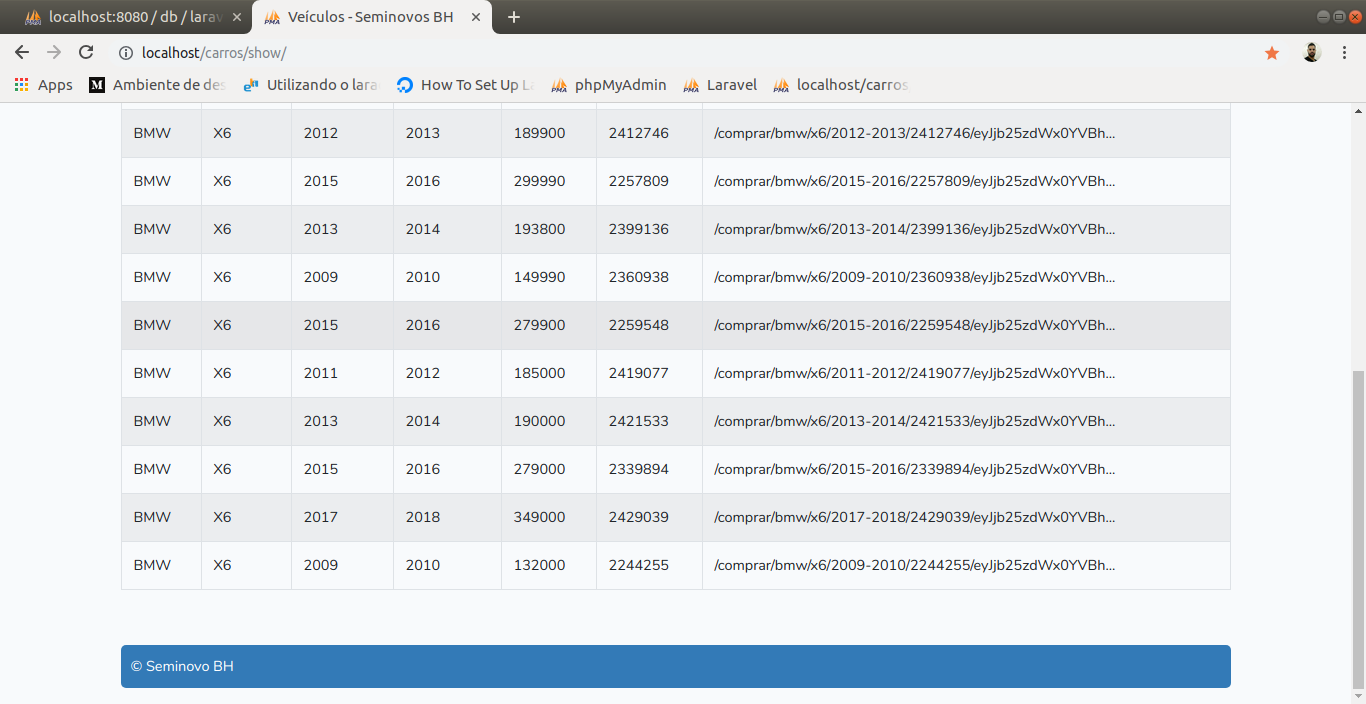 localhost:8080 / db / larav
Veículos - Seminovos BH
localhost/carros/show/
Apps Ambiente de des Utilizando o lara How To Set Up La phpMyAdmin Laravel localhost/carros
BMW X6 2012 2013 189900 2412746 /comprar/bmw/x6/2012-2013/2412746/eyJjb25zdWx0YVBh...
BMW X6 2015 2016 299990 2257809 /comprar/bmw/x6/2015-2016/2257809/eyJjb25zdWx0YVBh...
BMW X6 2013 2014 193800 2399136 /comprar/bmw/x6/2013-2014/2399136/eyJjb25zdWx0YVBh...
BMW X6 2009 2010 149990 2360938 /comprar/bmw/x6/2009-2010/2360938/eyJjb25zdWx0YVBh...
BMW X6 2015 2016 279900 2259548 /comprar/bmw/x6/2015-2016/2259548/eyJjb25zdWx0YVBh...
BMW X6 2011 2012 185000 2419077 /comprar/bmw/x6/2011-2012/2419077/eyJjb25zdWx0YVBh...
BMW X6 2013 2014 190000 2421533 /comprar/bmw/x6/2013-2014/2421533/eyJjb25zdWx0YVBh...
BMW X6 2015 2016 279000 2339894 /comprar/bmw/x6/2015-2016/2339894/eyJjb25zdWx0YVBh...
BMW X6 2017 2018 349000 2429039 /comprar/bmw/x6/2017-2018/2429039/eyJjb25zdWx0YVBh...
BMW X6 2009 2010 132000 2244255 /comprar/bmw/x6/2009-2010/2244255/eyJjb25zdWx0YVBh...
© Seminovo BH